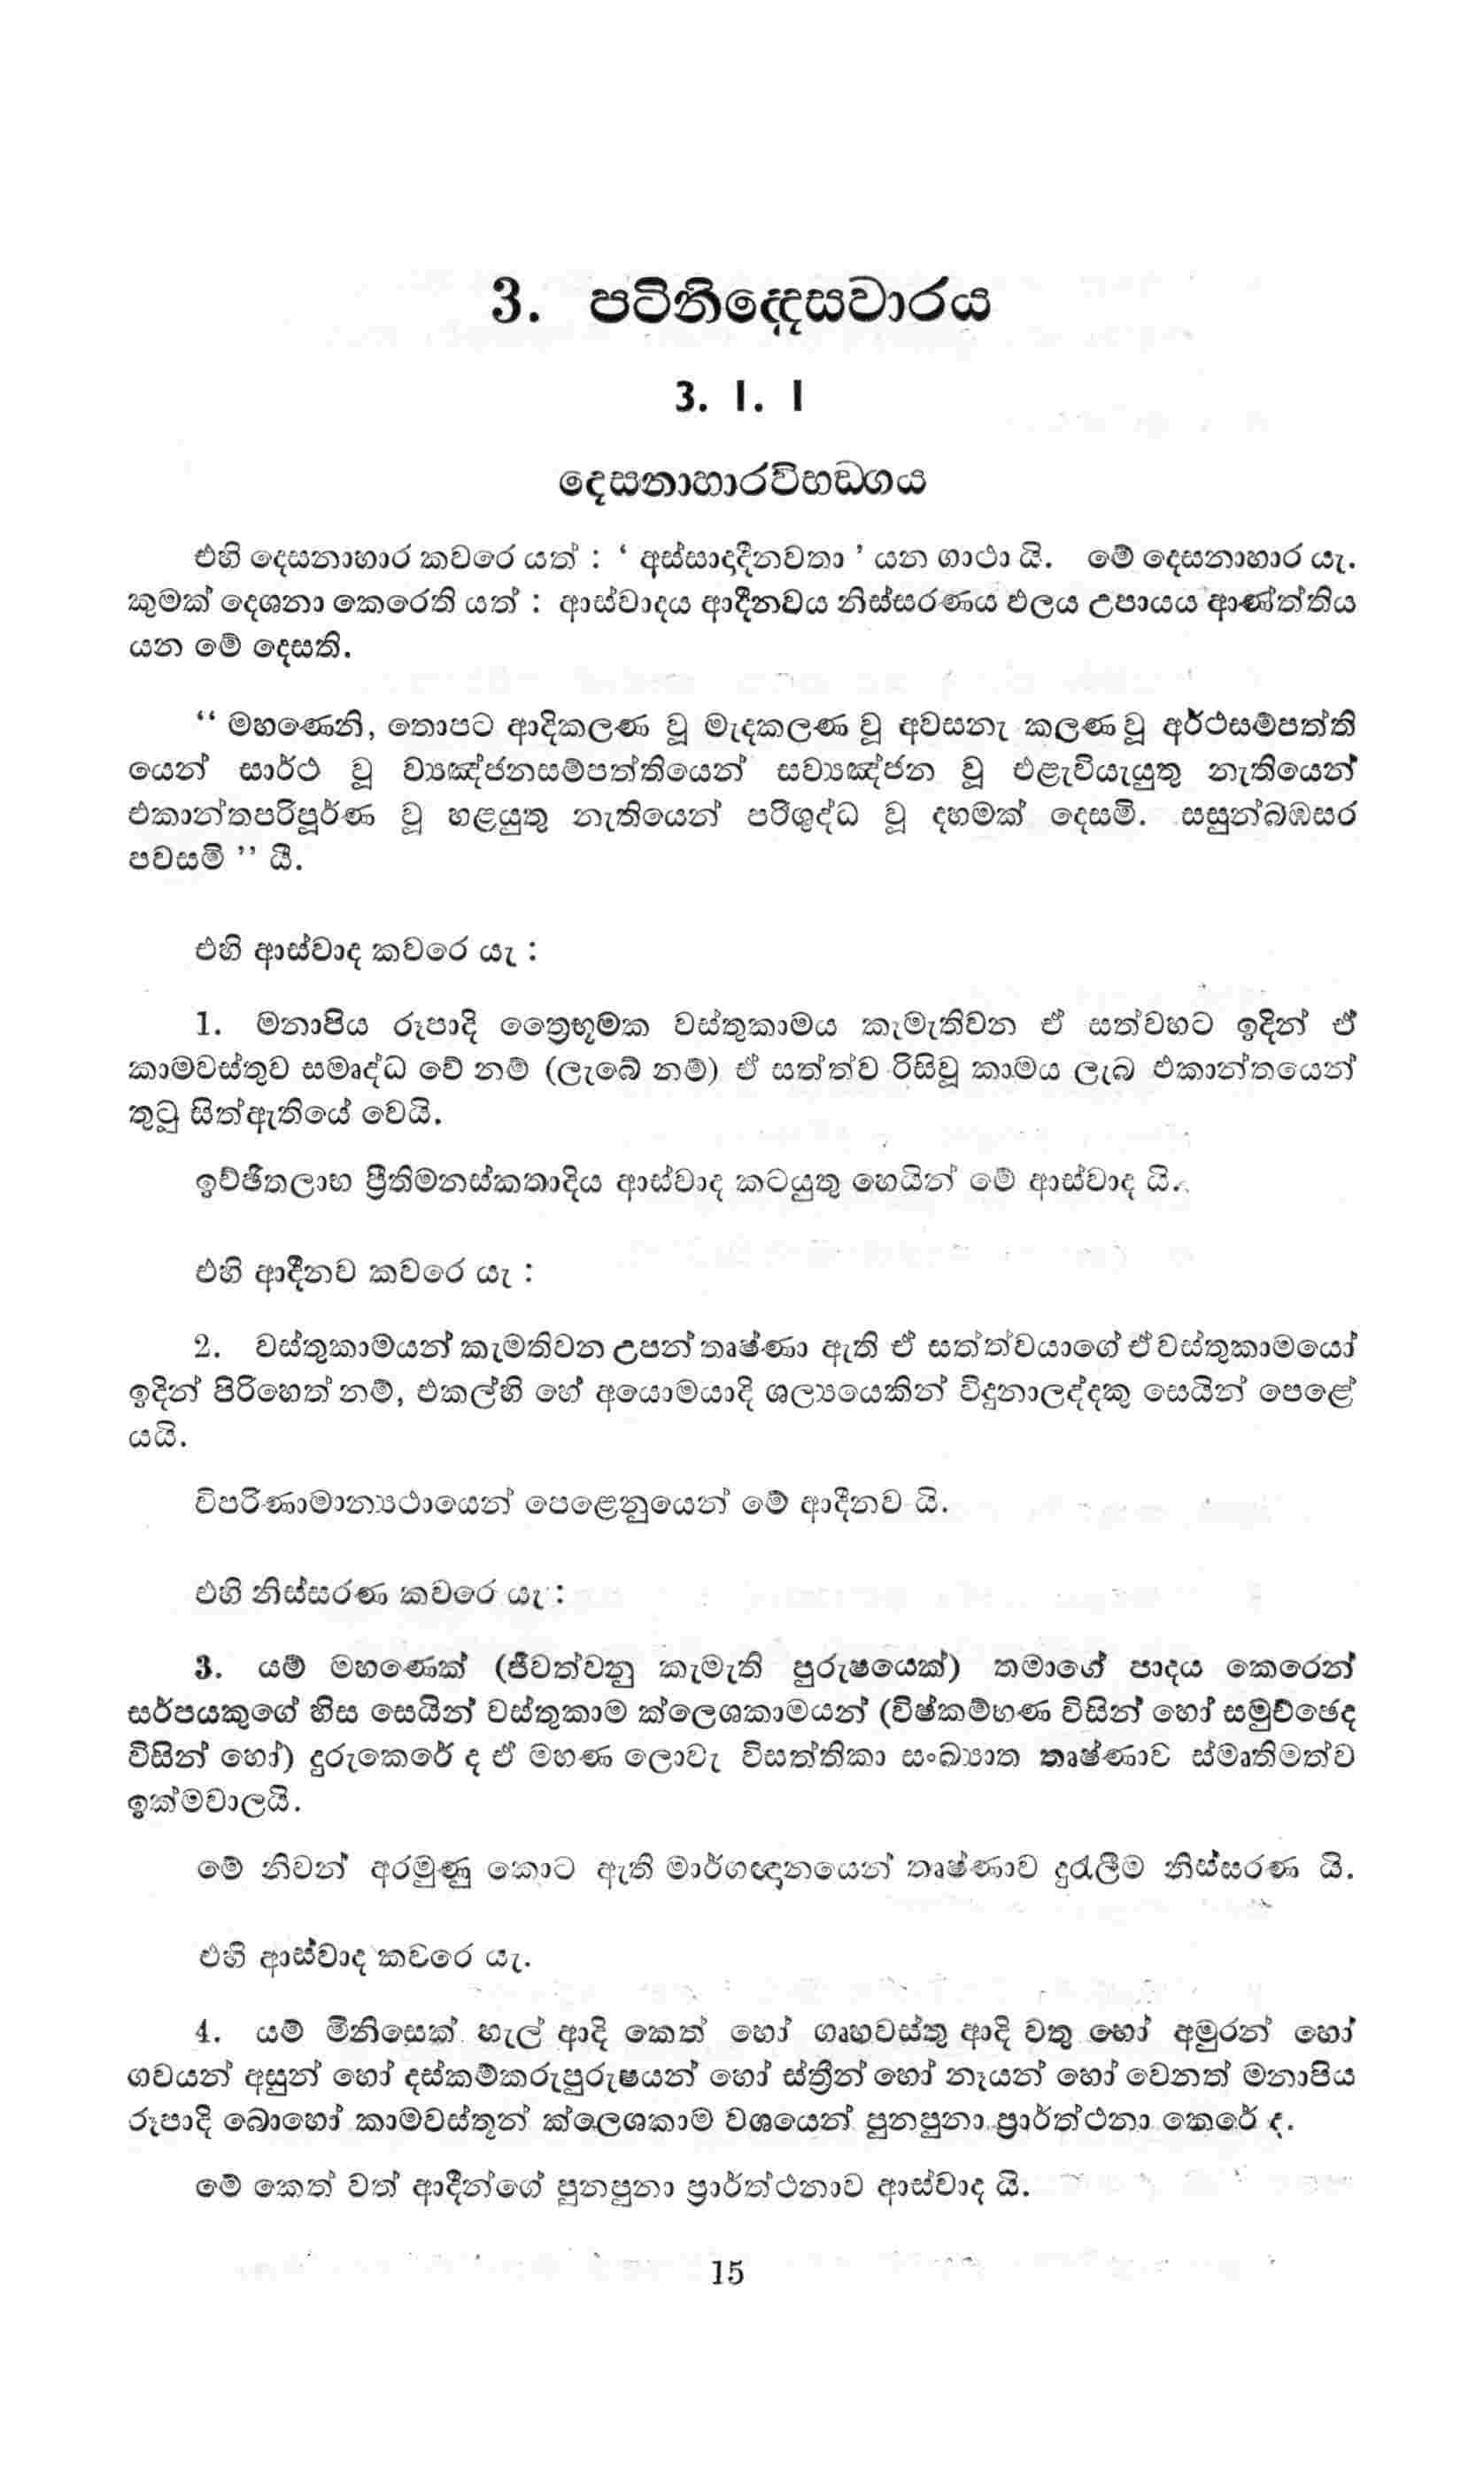 3. පටිනිද්දෙසවාරය
3. 1. 1
දෙසනාහාරවිභඞ්ගය
එහි දෙසනාහාර කවරෙ යත් : ‘ අස්සාදාදීනවතා ’ යන ගාථා යි. මේ දෙසනාහාර යැ.
කුමක් දෙශනා කෙරෙති යත් : ආස්වාදය ආදීනවය නිස්සරණය ඵලය උපායය ආණත්තිය
යන මේ දෙසති.
“ මහණෙනි, තොපට ආදිකලණ වූ මැදකලණ වූ අවසනැ කලණ වූ අර්ථසම්පත්ති
යෙන් සාර්ථ වූ ව්‍යඤ්ජනසම්පත්තියෙන් සව්‍යඤ්ජන වූ එළැවියැයුතු නැතියෙන්
එකාන්තපරිපූර්ණ වූ හළයුතු නැතියෙන් පරිශුද්ධ වූ දහමක් දෙසමි. සසුන්බඹසර
පවසමි ” යී.
එහි ආස්වාද කවරෙ යැ :
1. මනාපිය රූපාදි ත්‍රෛභූමක වස්තුකාමය කැමැතිවන ඒ සත්වහට ඉදින් ඒ
කාමවස්තුව සමෘද්ධ වේ නම් (ලැබේ නම්) ඒ සත්ත්ව රිසිවූ කාමය ලැබ එකාන්තයෙන්
තුටු සිත්ඇතියේ වෙයි.
ඉච්ඡිතලාභ ප්‍රීතිමනස්කතාදිය ආස්වාද කටයුතු හෙයින් මේ ආස්වාද යි.
එහි ආදීනව කවරෙ යැ :
2. වස්තුකාමයන් කැමතිවන උපන් තෘෂ්ණා ඇති ඒ සත්ත්වයාගේ ඒ වස්තුකාමයෝ
ඉදින් පිරිහෙත් නම්, එකල්හි හේ අයොමයාදි ශල්‍යයෙකින් විදුනාලද්දකු සෙයින් පෙළේ
යයි.
විපරිණාමාන්‍යථායෙන් පෙළෙනුයෙන් මේ ආදීනව යි.
එහි නිස්සරණ කවරෙ යැ :
3. යම් මහණෙක් (ජීවත්වනු කැමැති පුරුෂයෙක්) තමාගේ පාදය කෙරෙන්
සර්පයකුගේ හිස සෙයින් වස්තුකාම ක්ලෙශකාමයන් (විෂ්කම්භණ විසින් හෝ සමුච්ඡෙද
විසින් හෝ) දුරුකෙරේ ද ඒ මහණ ලොවැ විසත්තිකා සංඛ්‍යාත තෘෂ්ණාව ස්මෘතිමත්ව
ඉක්මවාලයි.
මේ නිවන් අරමුණු කොට ඇති මාර්ගඥානයෙන් තෘෂ්ණාව දුරැලීම නිස්සරණ යි.
එහි ආස්වාද කවරෙ යැ.
4. යම් මිනිසෙක් හැල් ආදි කෙත් හෝ ගෘහවස්තු ආදි වතු හෝ අමුරන් හෝ
ගවයන් අසුන් හෝ දස්කම්කරුපුරුෂයන් හෝ ස්ත්‍රීන් හෝ නෑයන් හෝ වෙනත් මනාපිය
රූපාදි බොහෝ කාමවස්තූන් ක්ලෙශකාම වශයෙන් පුනපුනා ප්‍රාර්ත්ථනා කෙරේ ද.
මේ කෙත් වත් ආදීන්ගේ පුනපුනා ප්‍රාර්ත්ථනාව ආස්වාද යි.
15